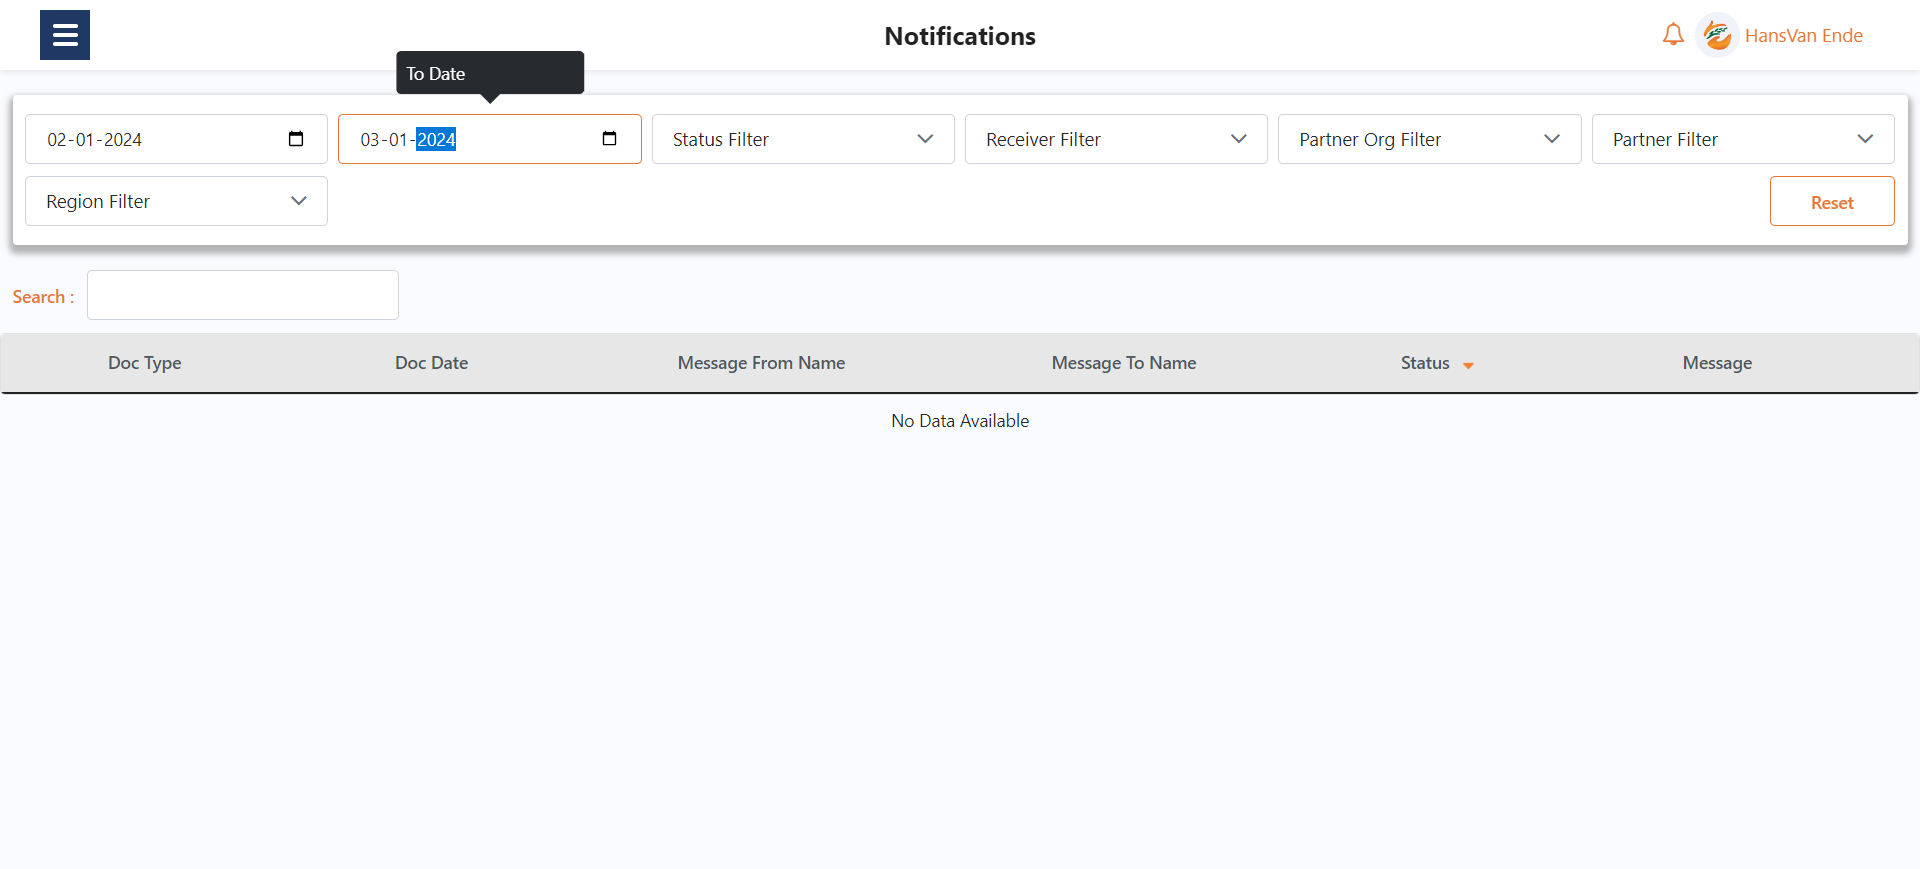 Notifications
HansVan Ende
To Date
02-01-2024
03-01-2024
Status Filter
Receiver Filter
Partner Org Filter
Partner Filter
Region Filter
Reset
Search :
Doc Type
Doc Date
Message From Name
Message To Name
Status
Message
No Data Available